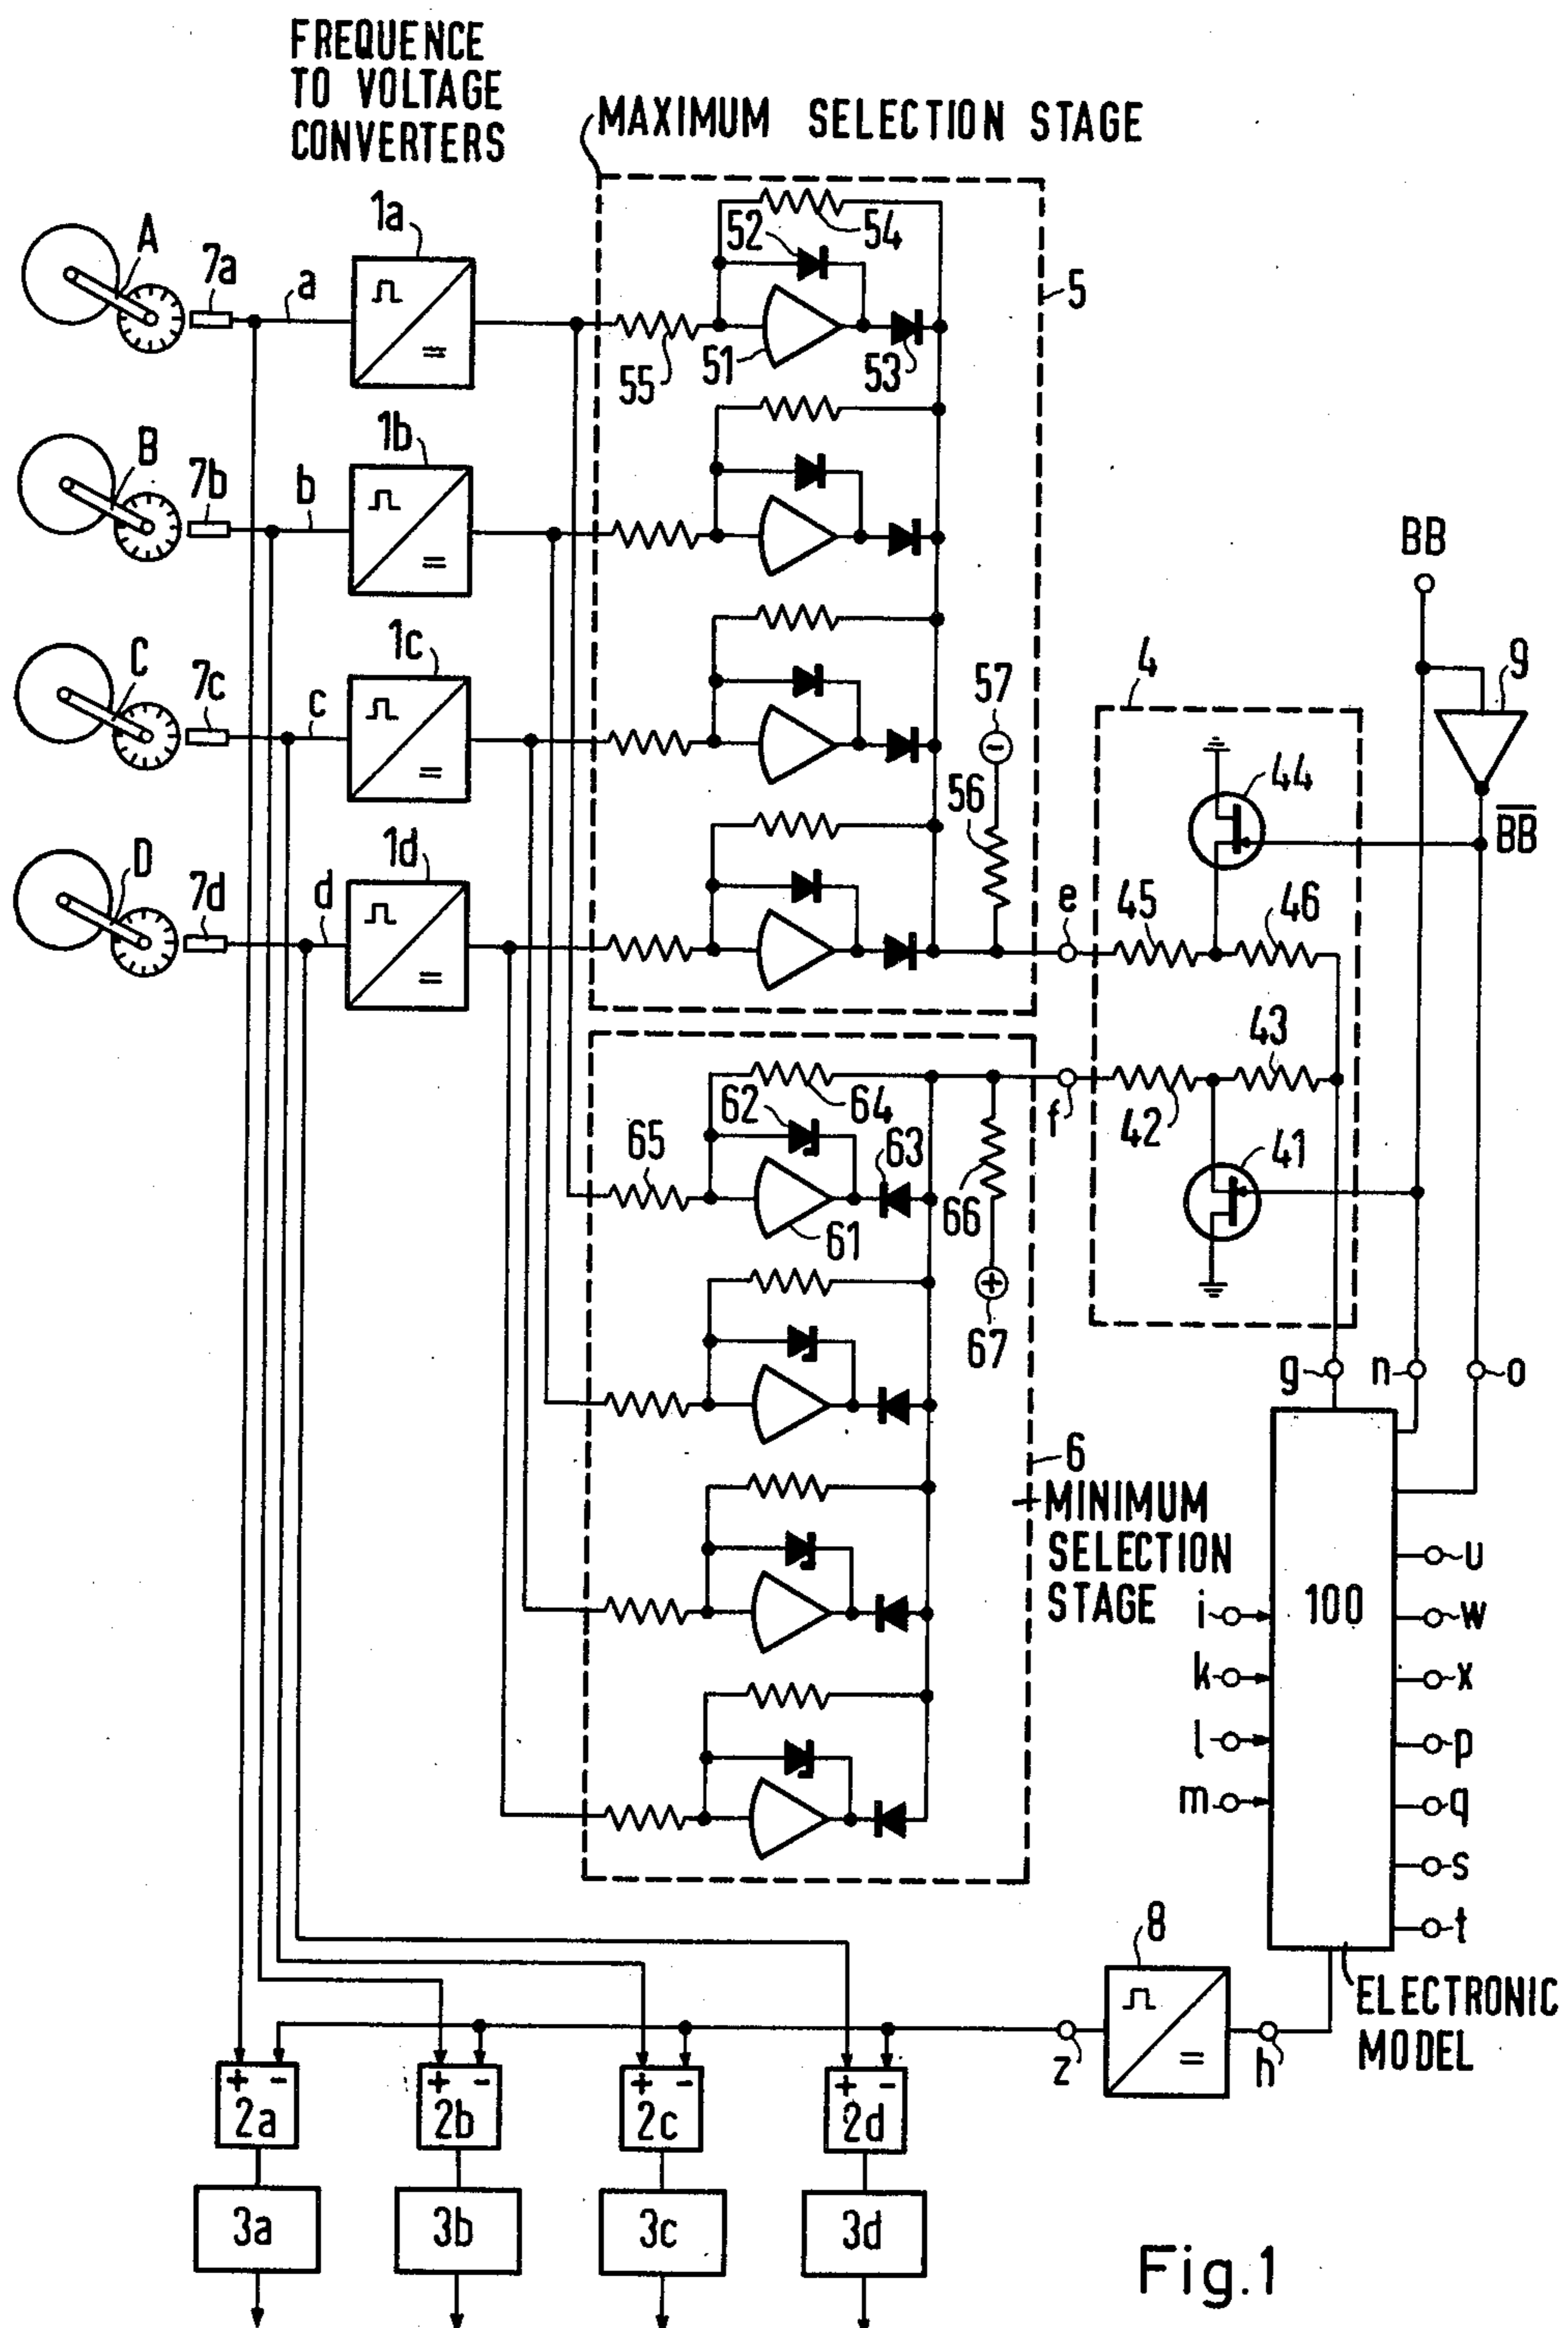 FREQUENCE
TO VOLTAGE
CONVERTERS
MAXIMUM SELECTION STAGE
A
7a
a
1a
=
52
54
55
51
53
5
B
7b
b
1b
=
C
7c
c
1c
=
57
-
56
D
7d
d
1d
=
e
BB
9
4
44
B̅B̅
45
46
43
42
f
41
62
64
65
63
61
66
+
67
g
n
o
6
MINIMUM
SELECTION
STAGE
100
i
k
l
m
u
w
x
p
q
s
t
8
=
z
h
ELECTRONIC
MODEL
+ -
2a
+ -
2b
+ -
2c
+ -
2d
3a
3b
3c
3d
Fig.1